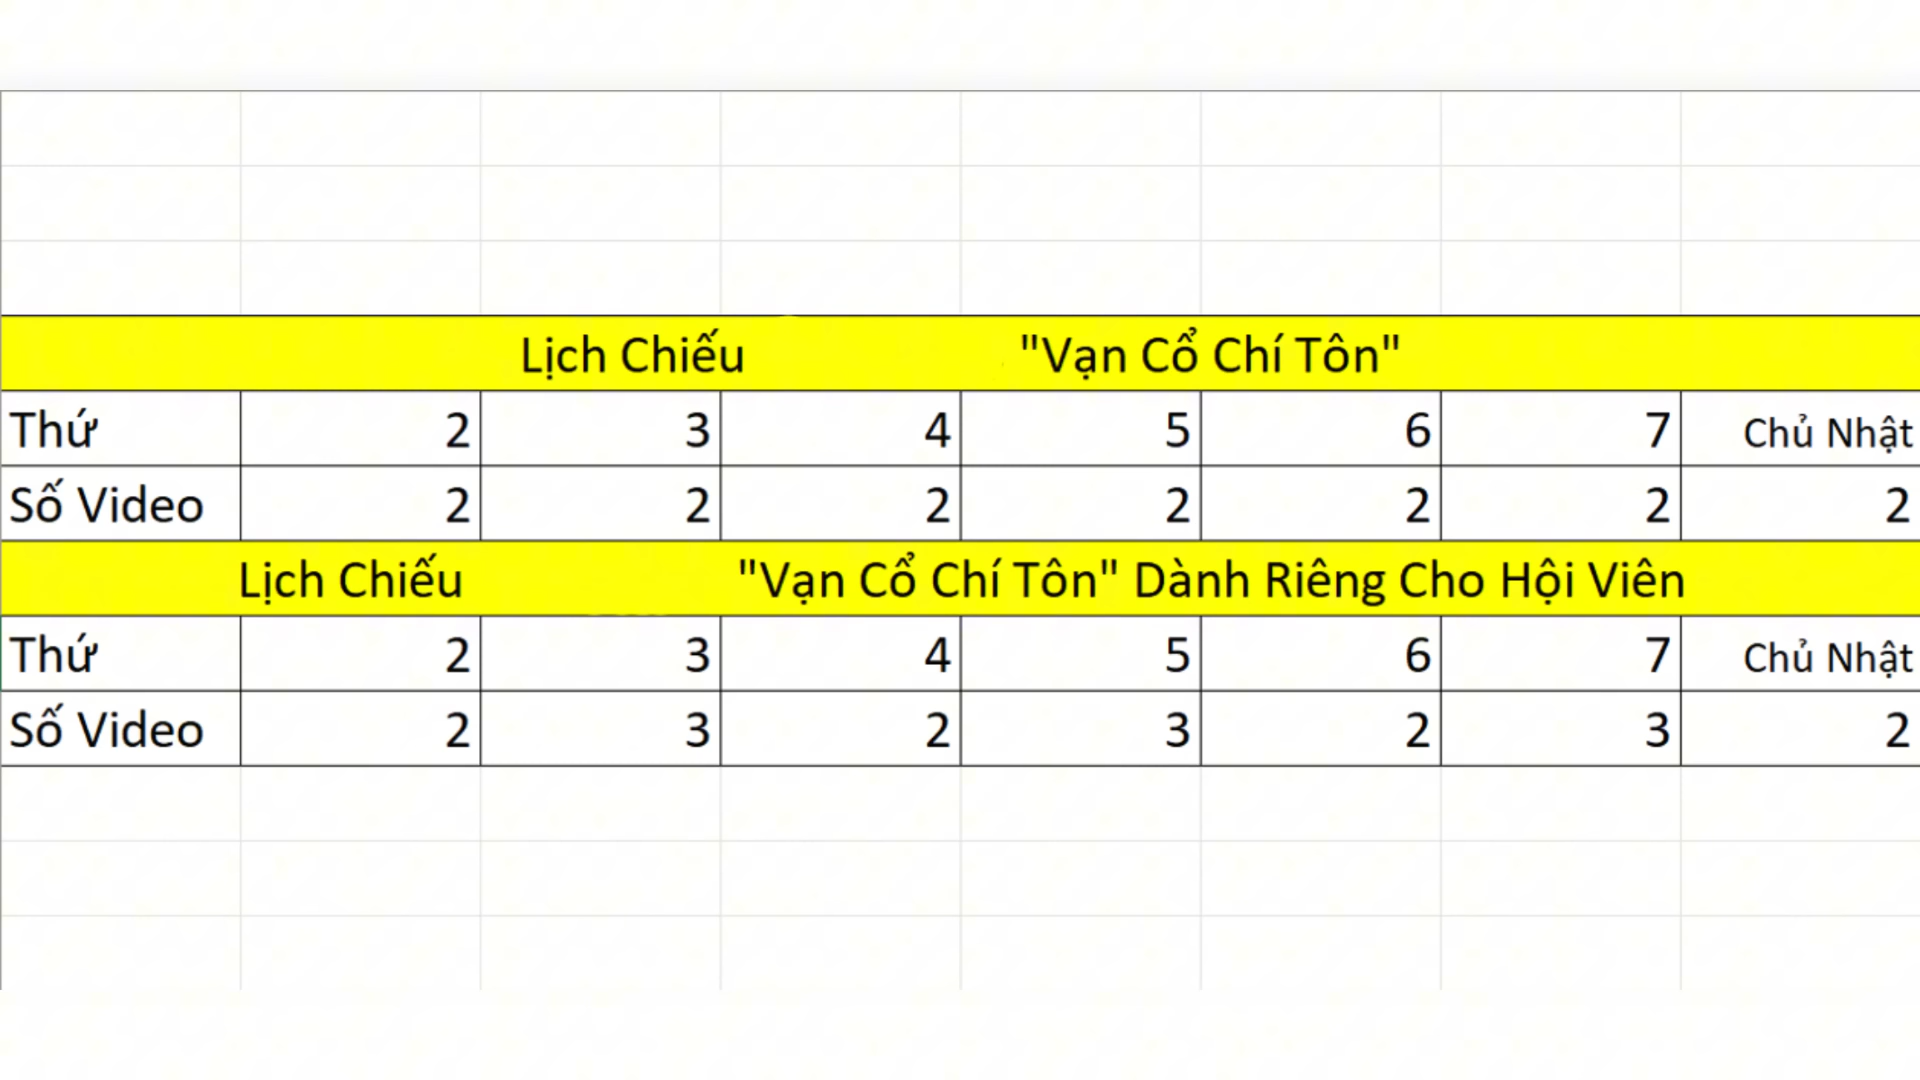 Lịch Chiếu "Vạn Cổ Chí Tôn"
Thứ 2 3 4 5 6 7 Chủ Nhật
Số Video 2 2 2 2 2 2 2
Lịch Chiếu "Vạn Cổ Chí Tôn" Dành Riêng Cho Hội Viên
Thứ 2 3 4 5 6 7 Chủ Nhật
Số Video 2 3 2 3 2 3 2